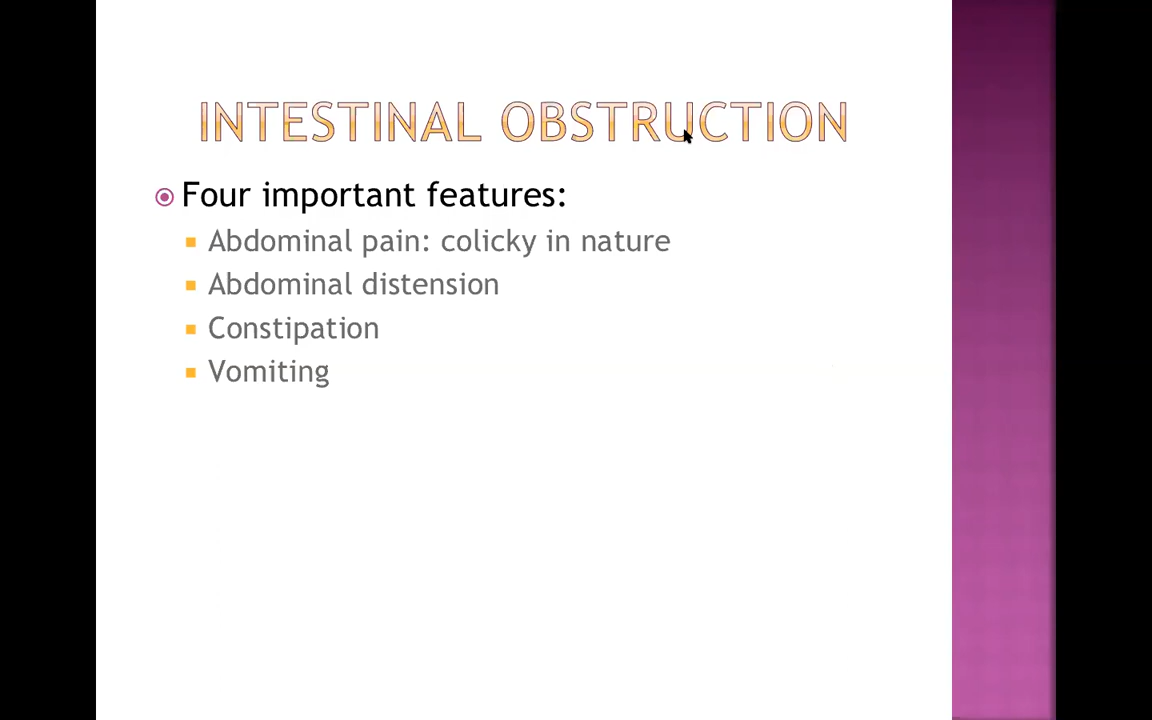 INTESTINAL OBSTRUCTION
Four important features:
Abdominal pain: colicky in nature
Abdominal distension
Constipation
Vomiting